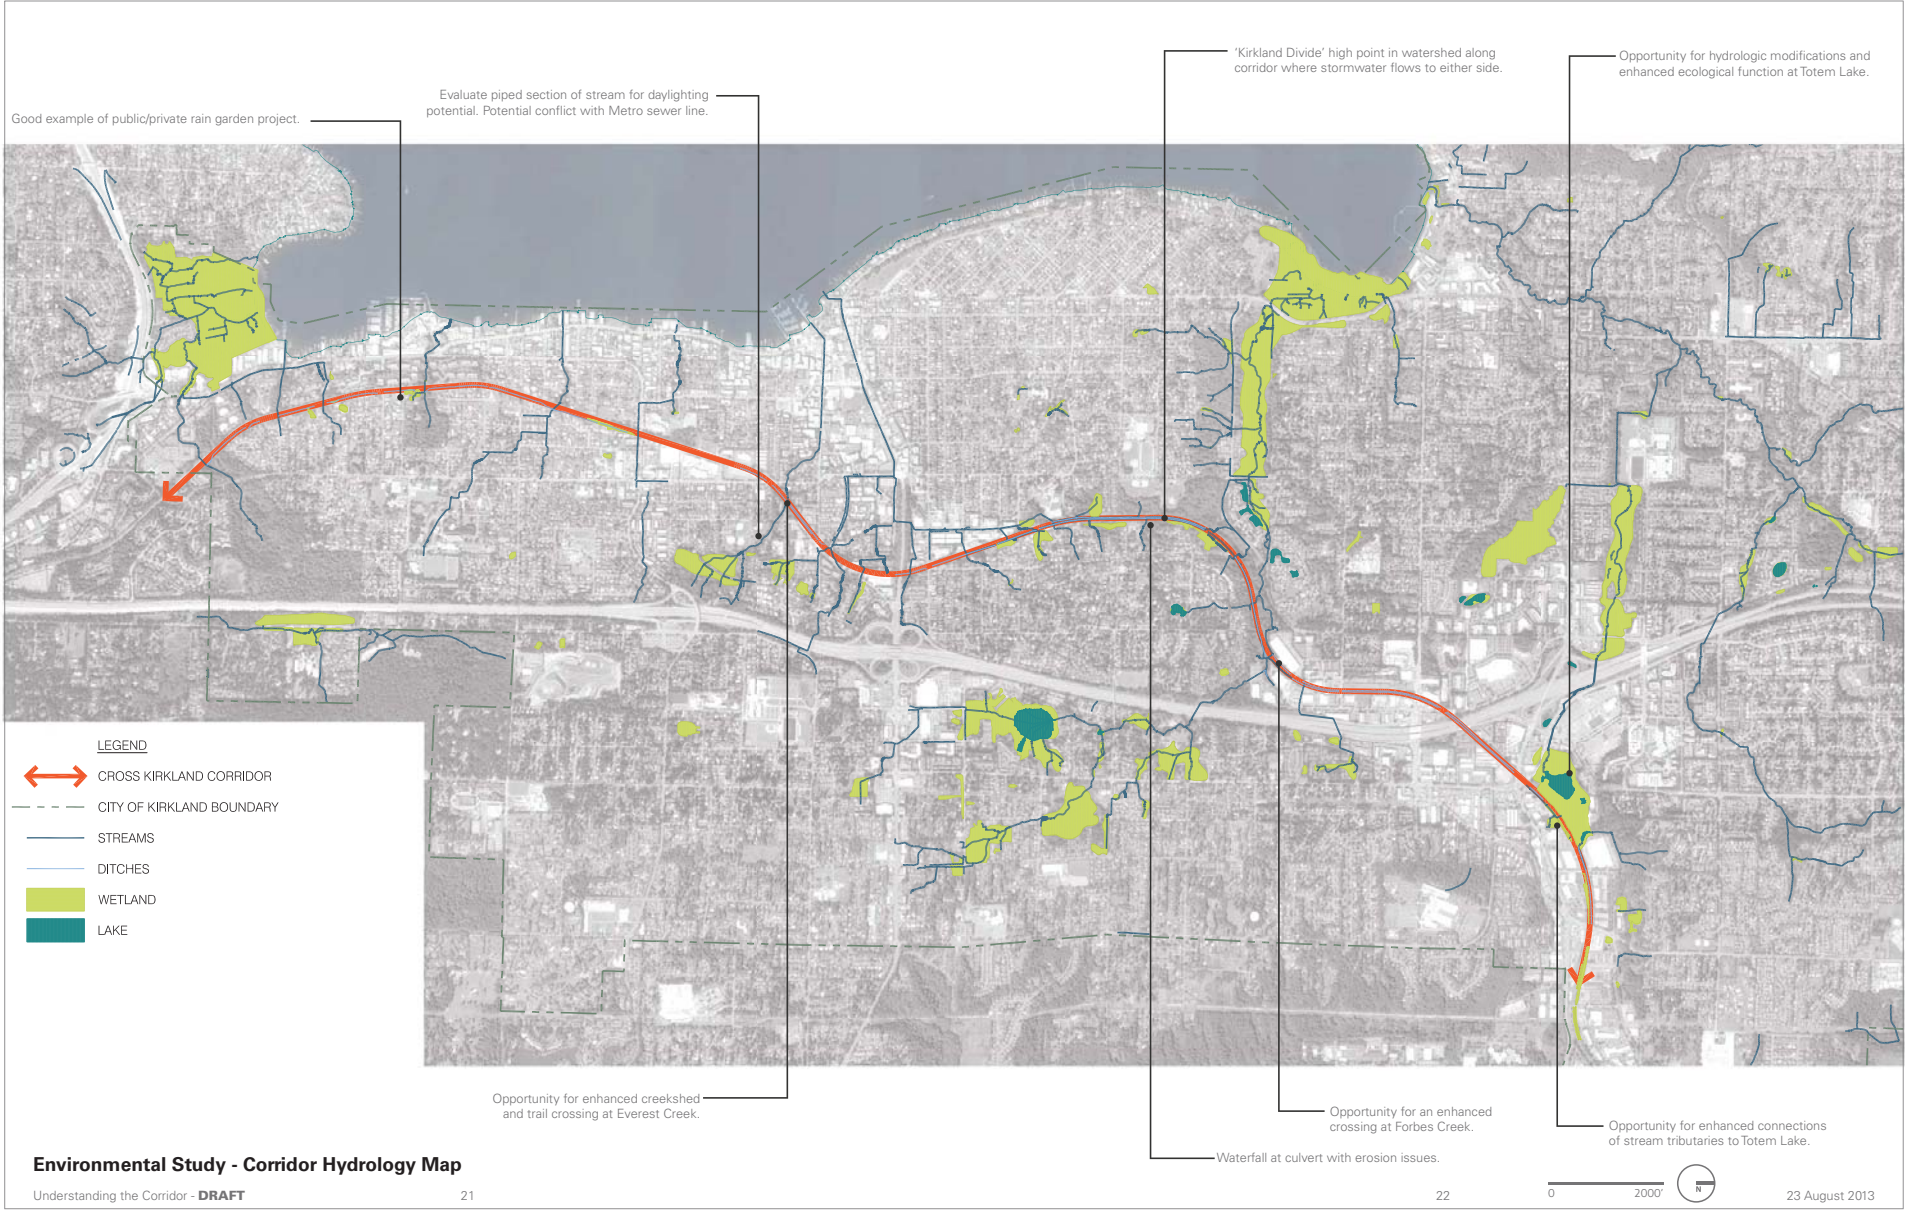 'Kirkland Divide' high point in watershed along
corridor where stormwater flows to either side.
Opportunity for hydrologic modifications and
enhanced ecological function at Totem Lake.
Evaluate piped section of stream for daylighting
potential. Potential conflict with Metro sewer line.
Good example of public/private rain garden project.
LEGEND
CROSS KIRKLAND CORRIDOR
CITY OF KIRKLAND BOUNDARY
STREAMS
DITCHES
WETLAND
LAKE
Opportunity for enhanced creekshed
and trail crossing at Everest Creek.
Opportunity for an enhanced
crossing at Forbes Creek.
Opportunity for enhanced connections
of stream tributaries to Totem Lake.
Waterfall at culvert with erosion issues.
Environmental Study - Corridor Hydrology Map
Understanding the Corridor - DRAFT
21
22
0 2000'
N
23 August 2013